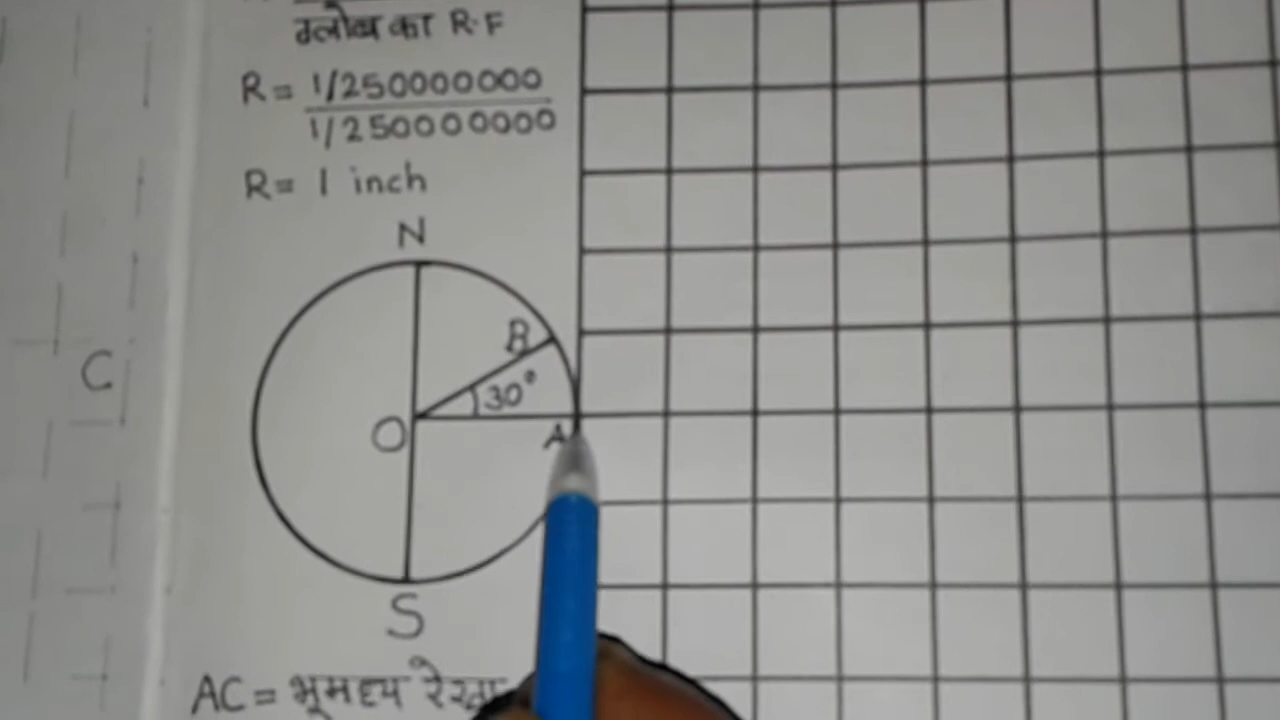 ग्लोब का R.F
R = 1/250000000
1/250000000
R = 1 inch
N
B
C
30°
O
A
S
AC = भूमध्य रेखा